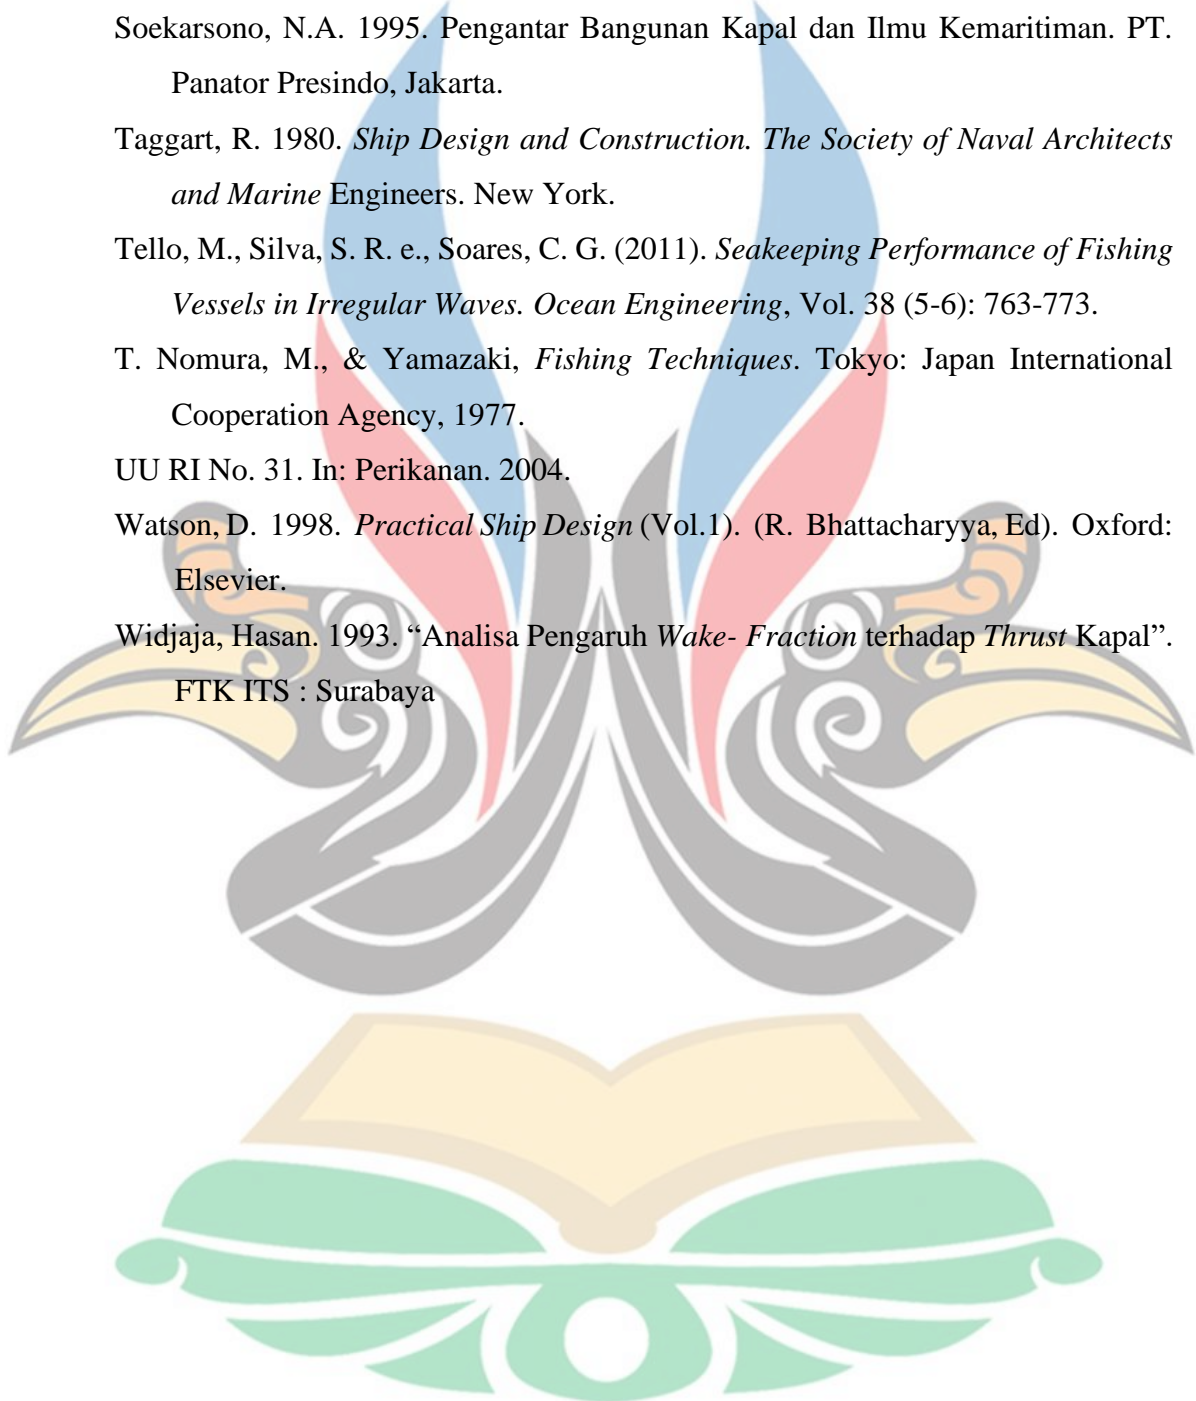 Soekarsono, N.A. 1995. Pengantar Bangunan Kapal dan Ilmu Kemaritiman. PT.
Panator Presindo, Jakarta.
Taggart, R. 1980. Ship Design and Construction. The Society of Naval Architects
and Marine Engineers. New York.
Tello, M., Silva, S. R. e., Soares, C. G. (2011). Seakeeping Performance of Fishing
Vessels in Irregular Waves. Ocean Engineering, Vol. 38 (5-6): 763-773.
T. Nomura, M., & Yamazaki, Fishing Techniques. Tokyo: Japan International
Cooperation Agency, 1977.
UU RI No. 31. In: Perikanan. 2004.
Watson, D. 1998. Practical Ship Design (Vol.1). (R. Bhattacharyya, Ed). Oxford:
Elsevier.
Widjaja, Hasan. 1993. “Analisa Pengaruh Wake- Fraction terhadap Thrust Kapal”.
FTK ITS : Surabaya